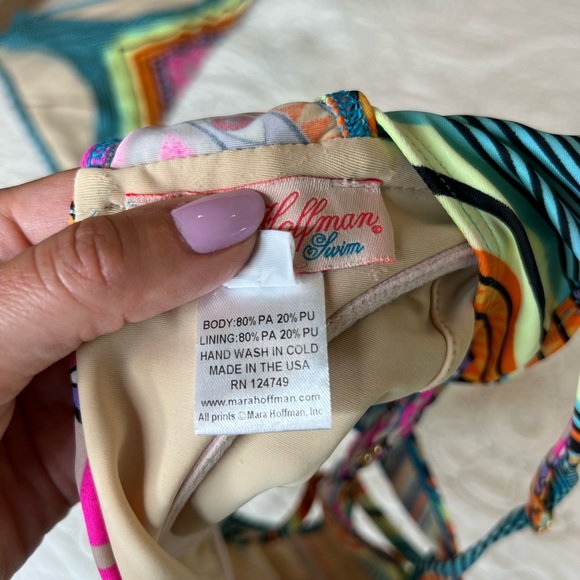 Hoffman®
Swim
BODY:80% PA 20% PU
LINING:80% PA 20% PU
HAND WASH IN COLD
MADE IN THE USA
RN 124749
www.marahoffman.com
All prints © Mara Hoffman, Inc